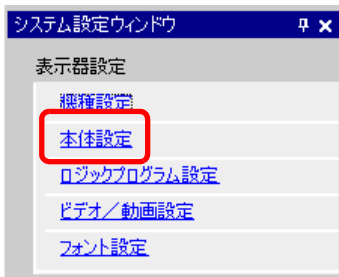 システム設定ウィンドウ
表示器設定
機種設定
本体設定
ロジックプログラム設定
ビデオ／動画設定
フォント設定